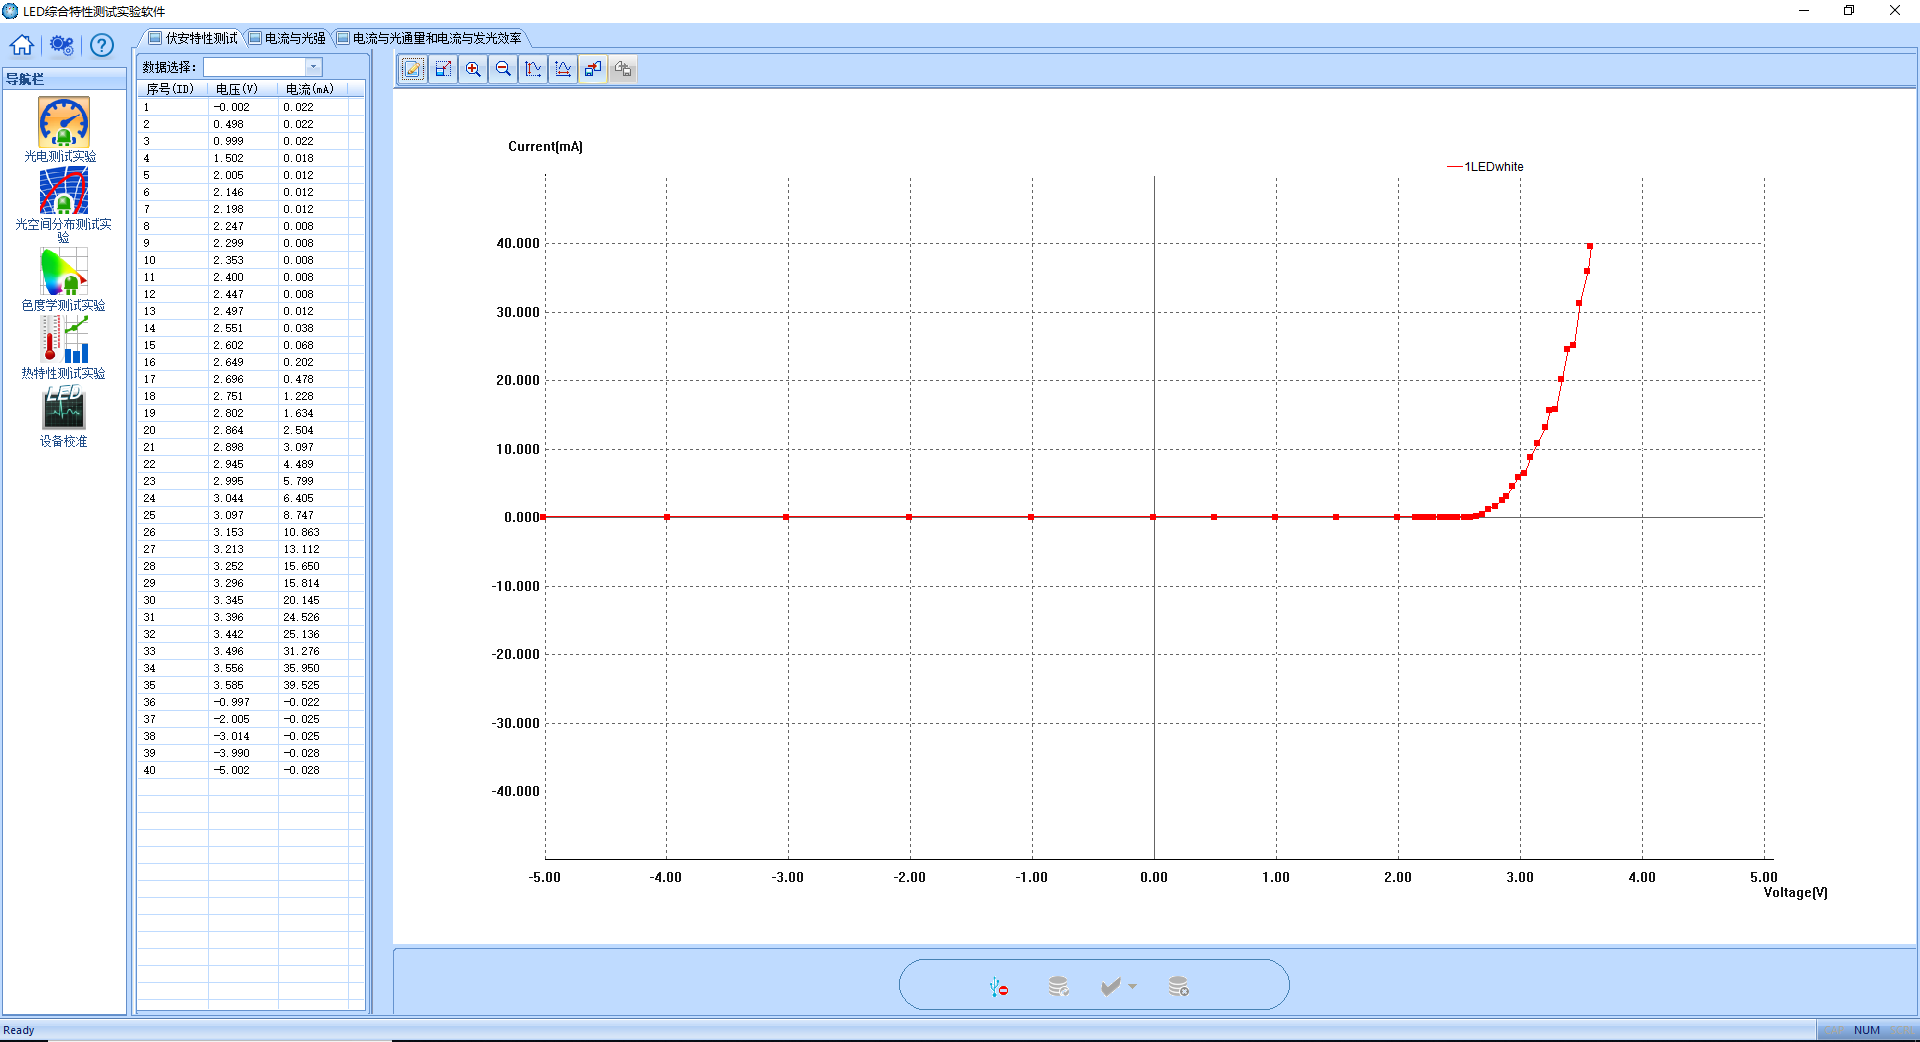 LED综合特性测试实验软件
伏安特性测试
电流与光强
电流与光通量和电流与发光效率
导航栏
光电测试实验
光空间分布测试实
验
色度学测试实验
热特性测试实验
LED
设备校准
数据选择：
序号(ID) 电压(V) 电流(mA)
1 -0.002 0.022
2 0.498 0.022
3 0.999 0.022
4 1.502 0.018
5 2.005 0.012
6 2.146 0.012
7 2.198 0.012
8 2.247 0.008
9 2.299 0.008
10 2.353 0.008
11 2.400 0.008
12 2.447 0.008
13 2.497 0.012
14 2.551 0.038
15 2.602 0.068
16 2.649 0.202
17 2.696 0.478
18 2.751 1.228
19 2.802 1.634
20 2.864 2.504
21 2.898 3.097
22 2.945 4.489
23 2.995 5.799
24 3.044 6.405
25 3.097 8.747
26 3.153 10.863
27 3.213 13.112
28 3.252 15.650
29 3.296 15.814
30 3.345 20.145
31 3.396 24.526
32 3.442 25.136
33 3.496 31.276
34 3.556 35.950
35 3.585 39.525
36 -0.997 -0.022
37 -2.005 -0.025
38 -3.014 -0.025
39 -3.990 -0.028
40 -5.002 -0.028
Current(mA)
1LEDwhite
40.000
30.000
20.000
10.000
0.000
-10.000
-20.000
-30.000
-40.000
-5.00 -4.00 -3.00 -2.00 -1.00 0.00 1.00 2.00 3.00 4.00 5.00
Voltage(V)
Ready
NUM